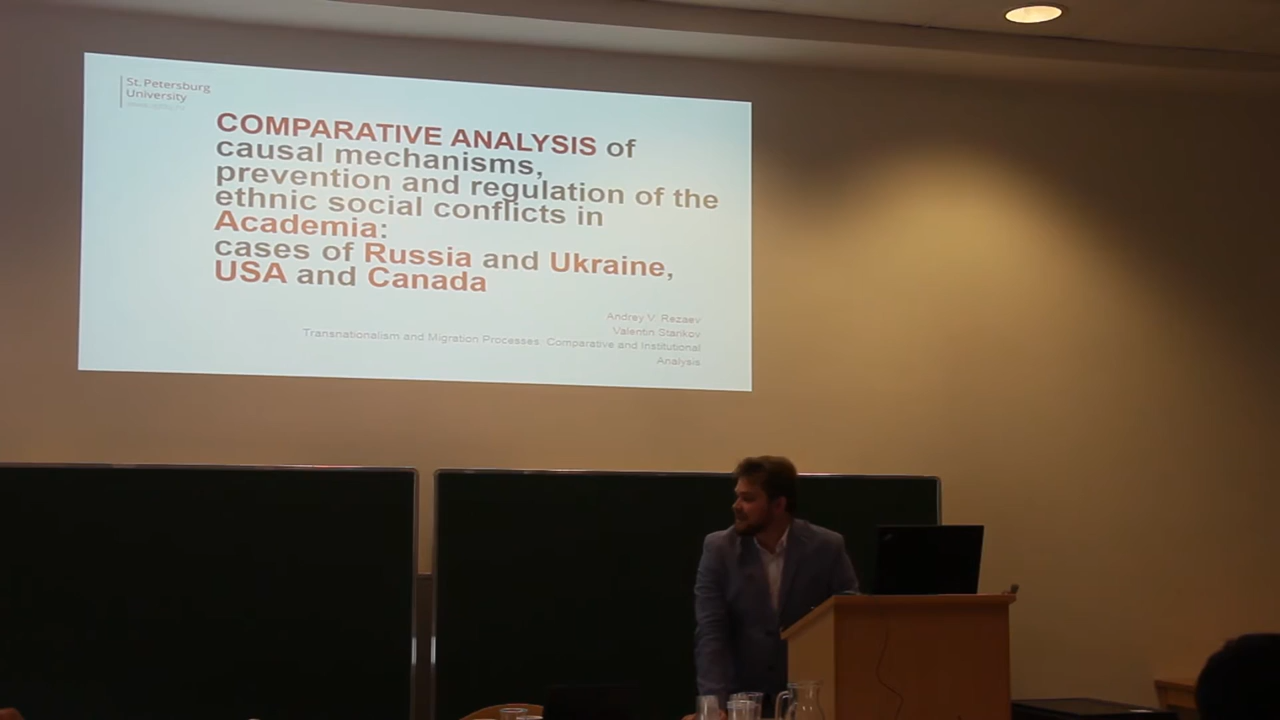 St. Petersburg
University
COMPARATIVE ANALYSIS of
causal mechanisms,
prevention and regulation of the
ethnic social conflicts in
Academia:
cases of Russia and Ukraine,
USA and Canada
Andrey V. Rezaev
Valentin Starikov
Transnationalism and Migration Processes: Comparative and Institutional
Analysis